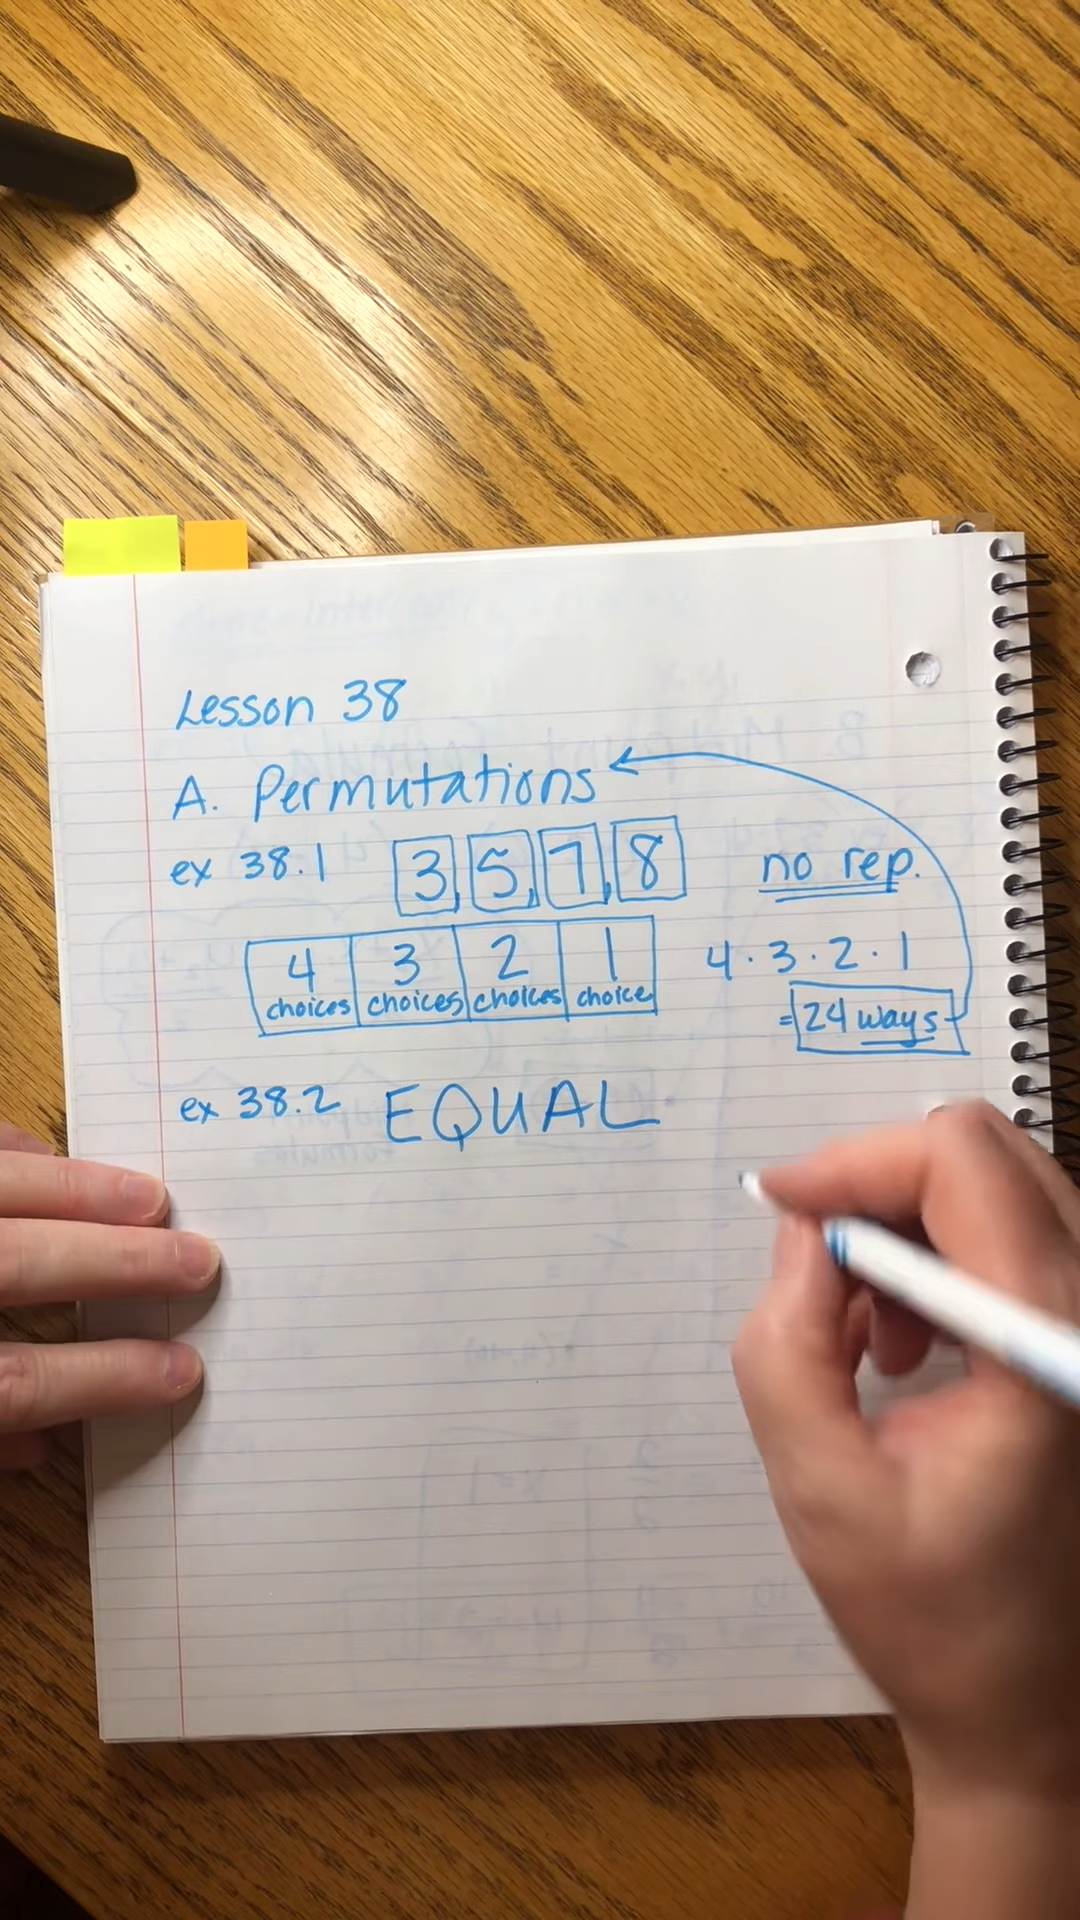 Lesson 38
A. Permutations
ex 38.1 3, 5, 7, 8 no rep.
4 choices 3 choices 2 choices 1 choice 4 · 3 · 2 · 1
= 24 ways
ex 38.2 EQUAL